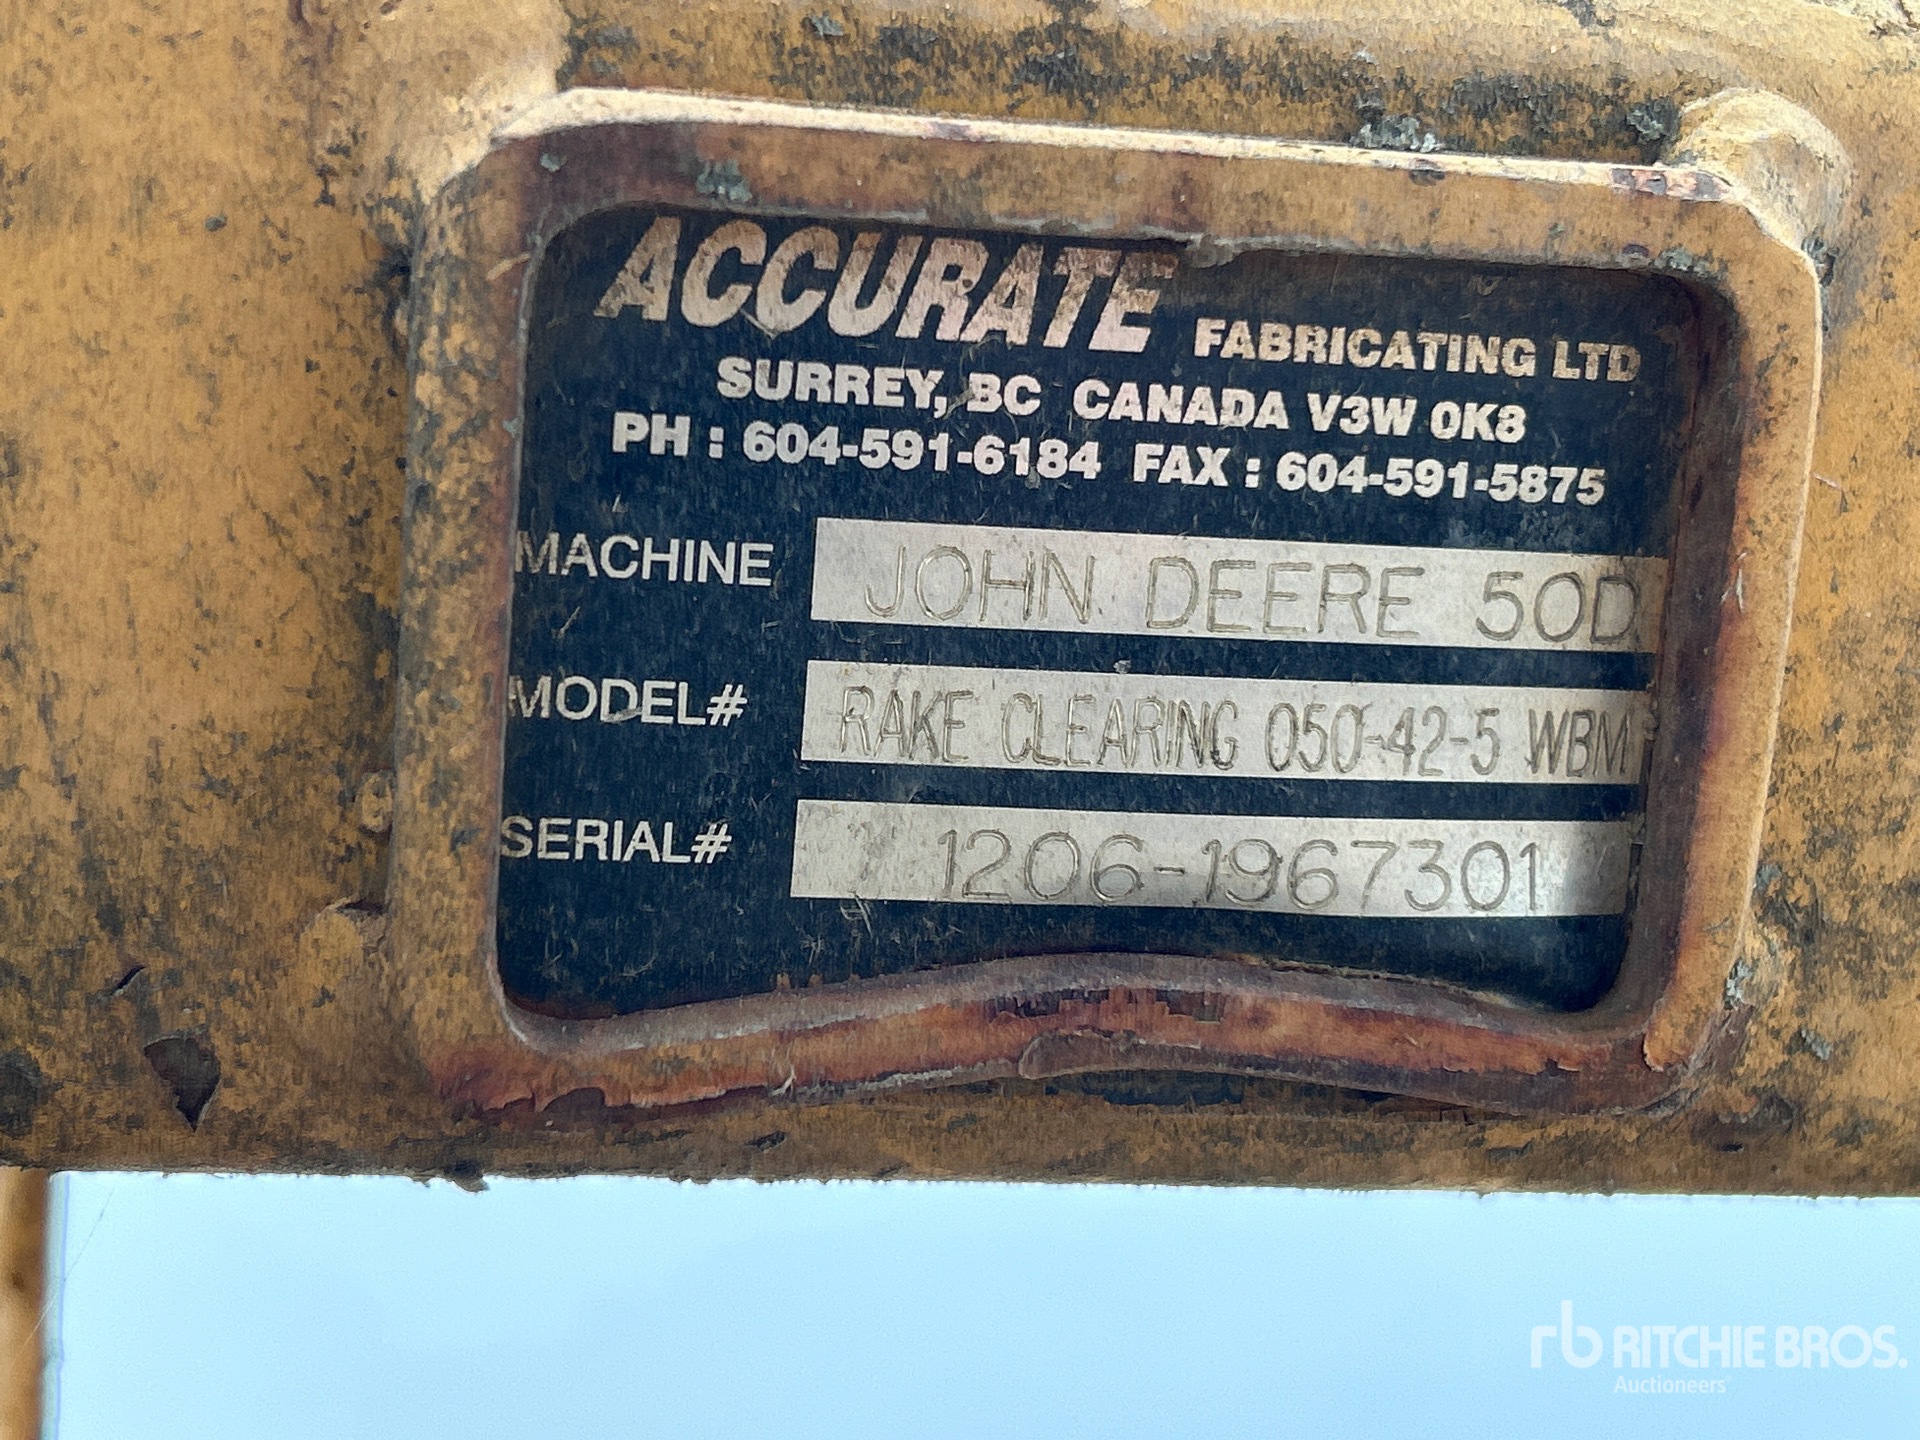 ACCURATE FABRICATING LTD
SURREY, BC CANADA V3W 0K8
PH : 604-591-6184 FAX : 604-591-5875
MACHINE JOHN DEERE 50D
MODEL# RAKE CLEARING 050-42-5 WBM
SERIAL# 1206-1967301
rb RITCHIE BROS.
Auctioneers